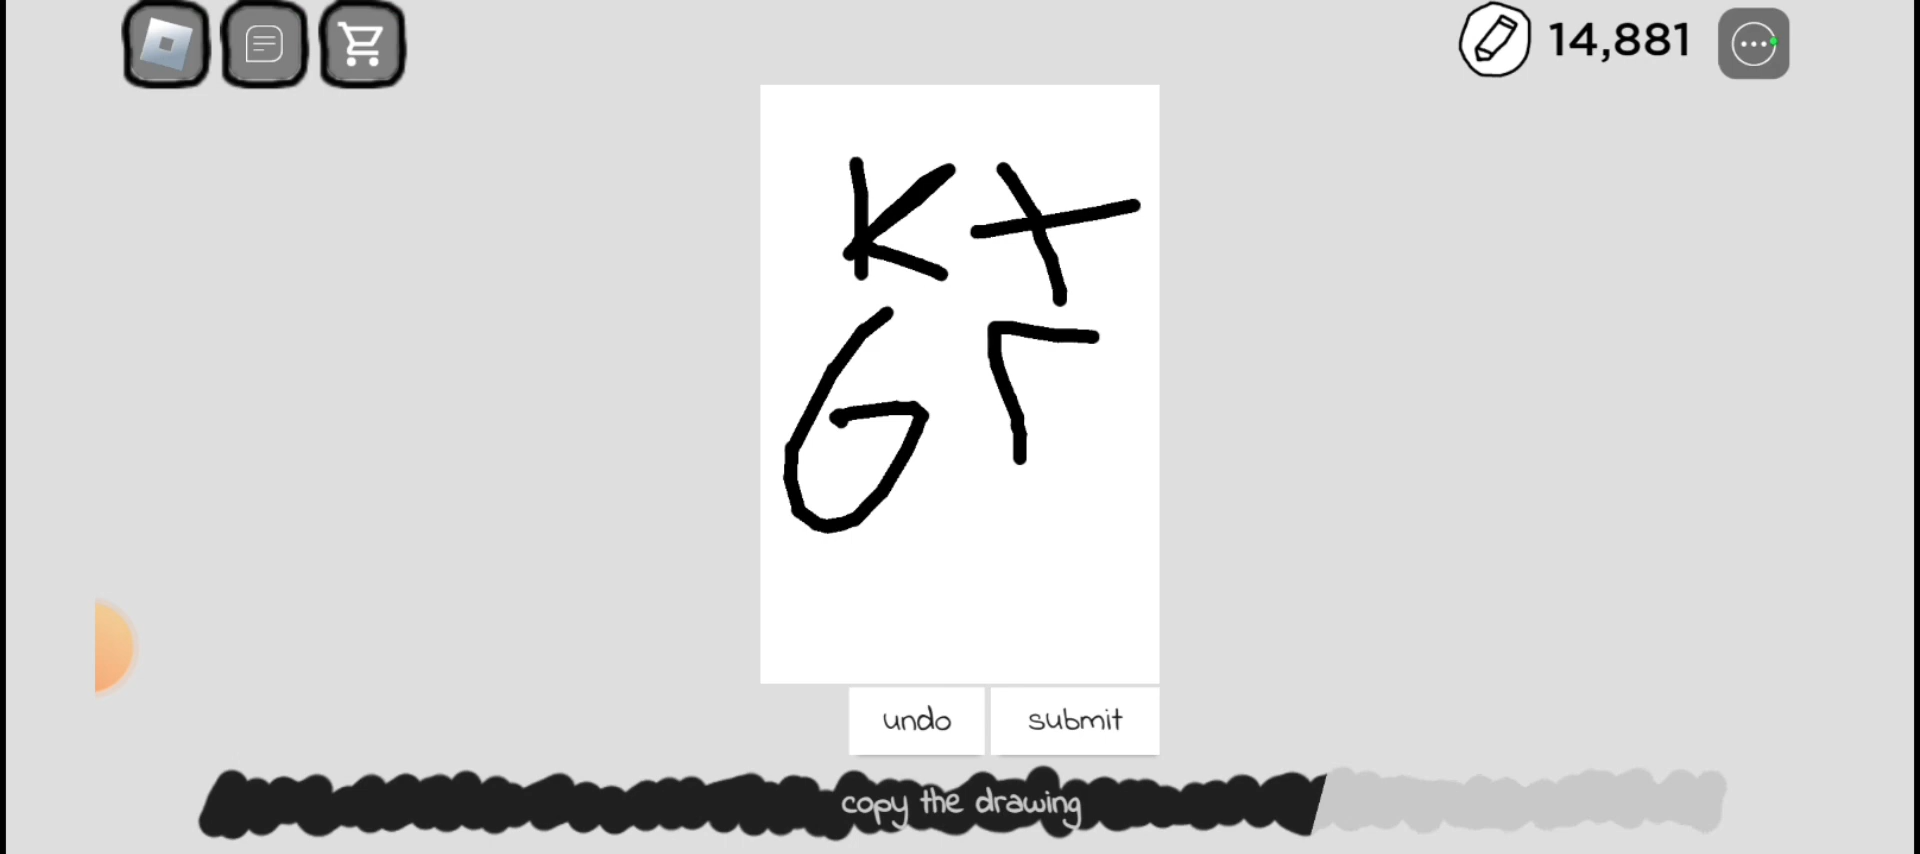 14,881
K X
G Γ
undo submit
copy the drawing